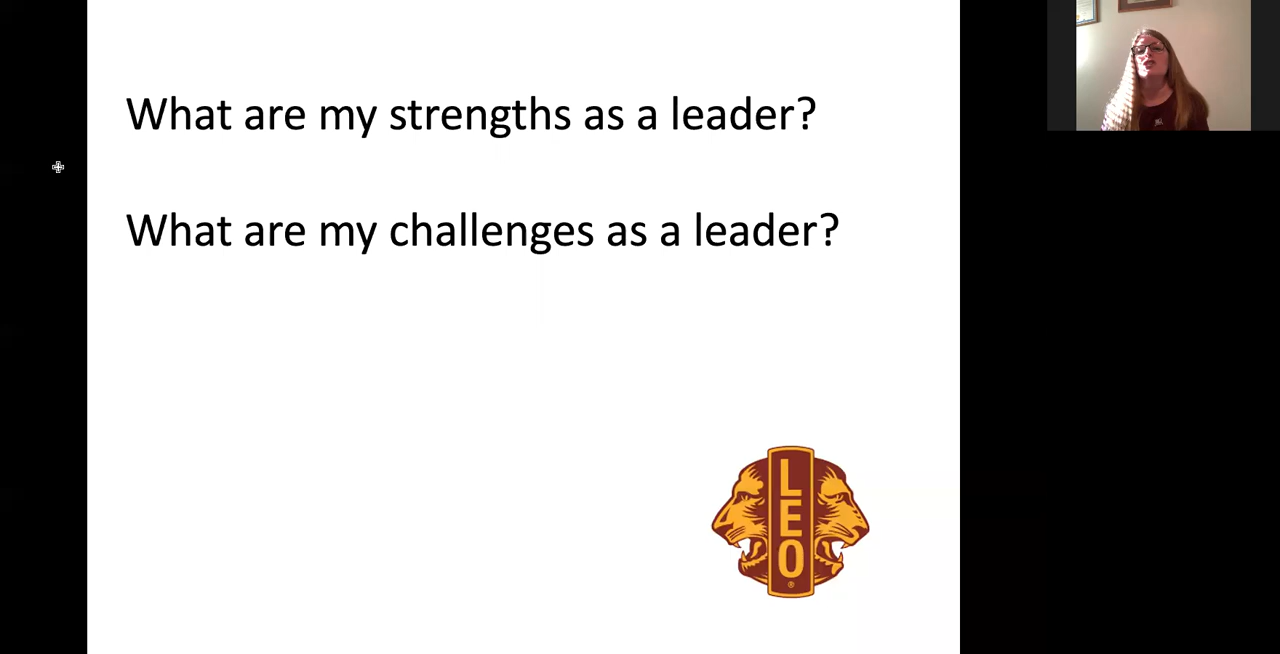 What are my strengths as a leader?
What are my challenges as a leader?
LEO
®